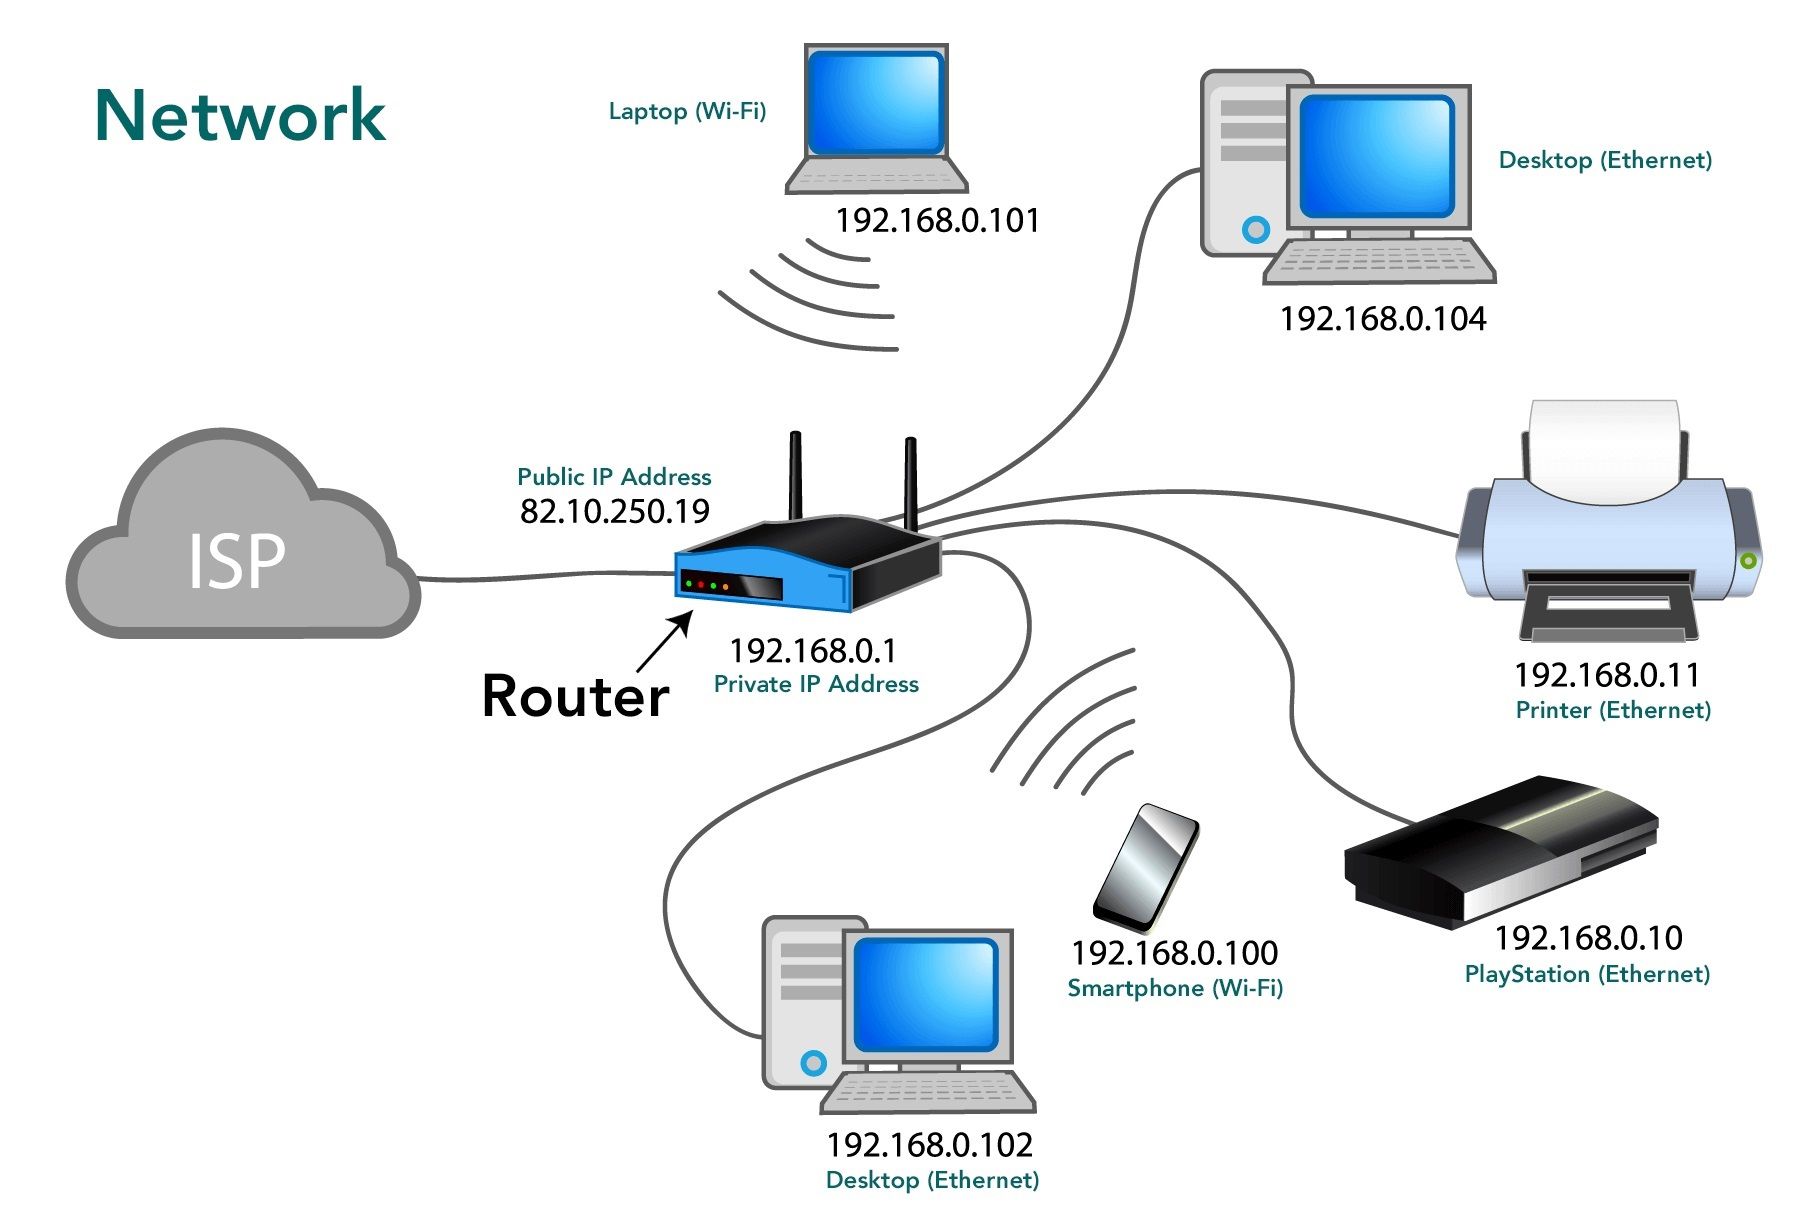 Network
Laptop (Wi-Fi)
192.168.0.101
Desktop (Ethernet)
192.168.0.104
Public IP Address
82.10.250.19
ISP
192.168.0.1
Private IP Address
Router
192.168.0.11
Printer (Ethernet)
192.168.0.100
Smartphone (Wi-Fi)
192.168.0.10
PlayStation (Ethernet)
192.168.0.102
Desktop (Ethernet)